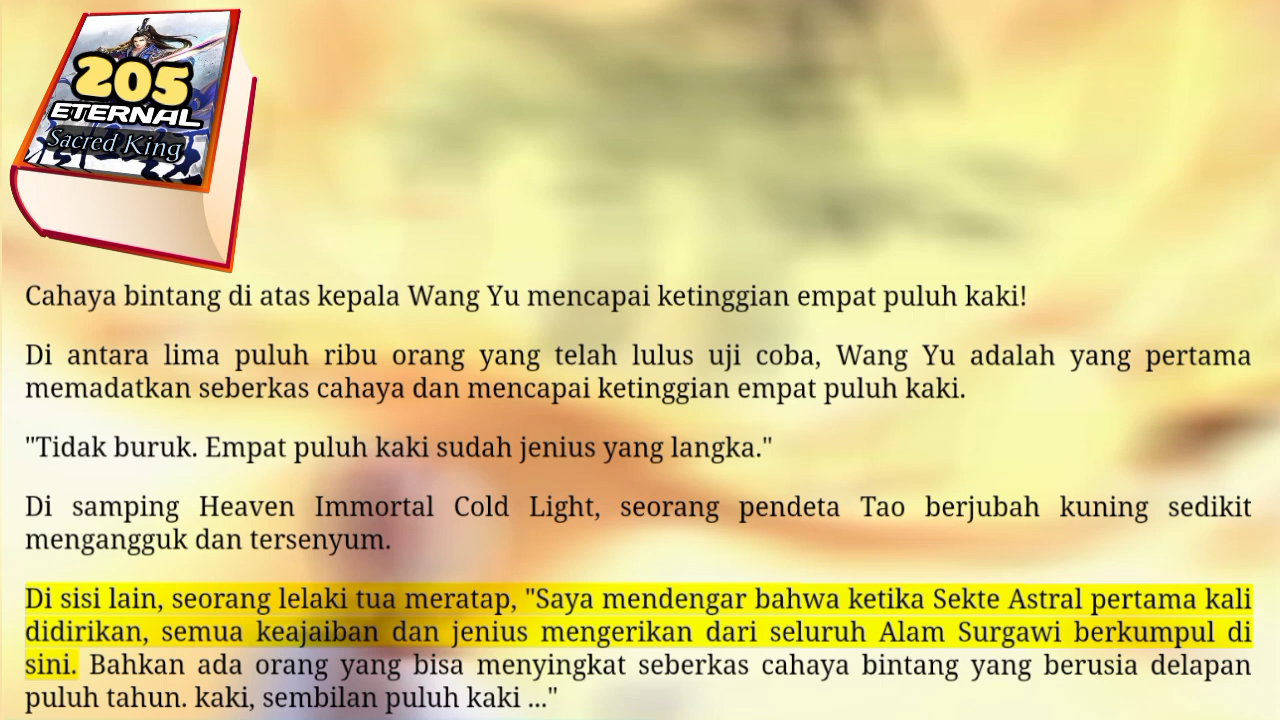 205
ETERNAL
Sacred King
Cahaya bintang di atas kepala Wang Yu mencapai ketinggian empat puluh kaki!
Di antara lima puluh ribu orang yang telah lulus uji coba, Wang Yu adalah yang pertama
memadatkan seberkas cahaya dan mencapai ketinggian empat puluh kaki.
"Tidak buruk. Empat puluh kaki sudah jenius yang langka."
Di samping Heaven Immortal Cold Light, seorang pendeta Tao berjubah kuning sedikit
mengangguk dan tersenyum.
Di sisi lain, seorang lelaki tua meratap, "Saya mendengar bahwa ketika Sekte Astral pertama kali
didirikan, semua keajaiban dan jenius mengerikan dari seluruh Alam Surgawi berkumpul di
sini. Bahkan ada orang yang bisa menyingkat seberkas cahaya bintang yang berusia delapan
puluh tahun. kaki, sembilan puluh kaki ..."